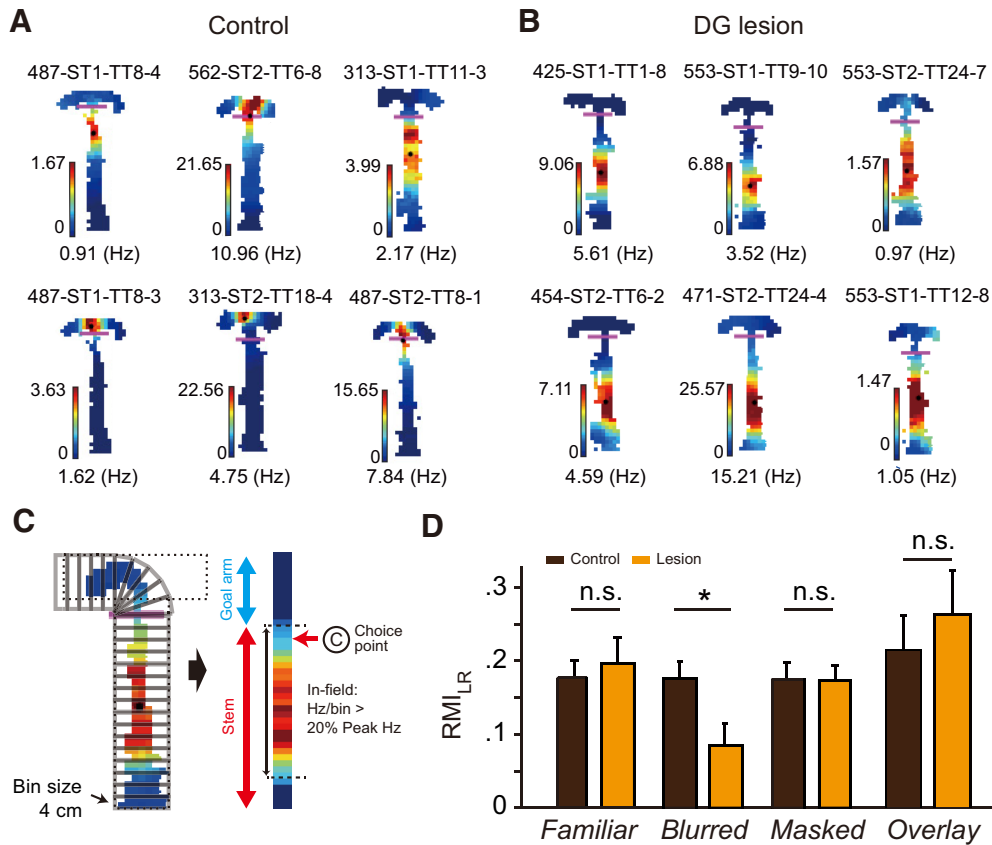 A
Control
B
DG lesion
487-ST1-TT8-4
562-ST2-TT6-8
313-ST1-TT11-3
425-ST1-TT1-8
553-ST1-TT9-10
553-ST2-TT24-7
1.67
0
21.65
0
3.99
0
9.06
0
6.88
0
1.57
0
0.91 (Hz)
10.96 (Hz)
2.17 (Hz)
5.61 (Hz)
3.52 (Hz)
0.97 (Hz)
487-ST1-TT8-3
313-ST2-TT18-4
487-ST2-TT8-1
454-ST2-TT6-2
471-ST2-TT24-4
553-ST1-TT12-8
3.63
0
22.56
0
15.65
0
7.11
0
25.57
0
1.47
0
1.62 (Hz)
4.75 (Hz)
7.84 (Hz)
4.59 (Hz)
15.21 (Hz)
1.05 (Hz)
C
Goal arm
Stem
C Choice
point
In-field:
Hz/bin >
20% Peak Hz
Bin size
4 cm
D
Control
Lesion
n.s.
*
n.s.
n.s.
RMI_LR
.3
.2
.1
0
Familiar
Blurred
Masked
Overlay